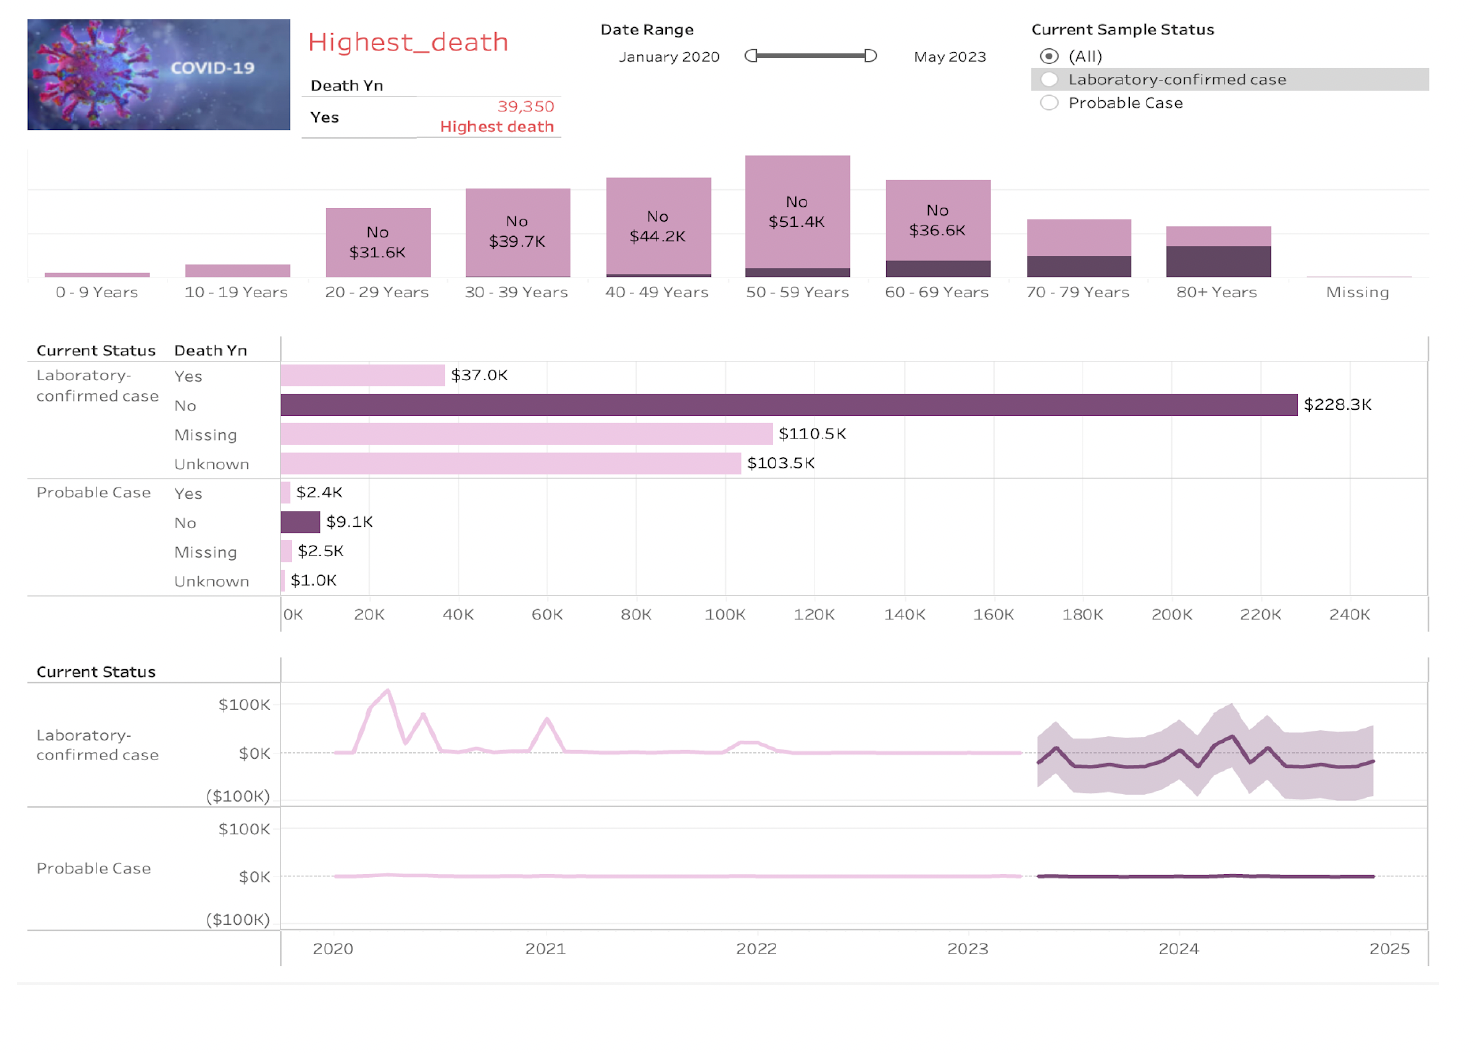 COVID-19
Highest_death
Death Yn
Yes
39,350
Highest death
Date Range
January 2020
May 2023
Current Sample Status
(All)
Laboratory-confirmed case
Probable Case
No
$31.6K
No
$39.7K
No
$44.2K
No
$51.4K
No
$36.6K
0 - 9 Years 10 - 19 Years 20 - 29 Years 30 - 39 Years 40 - 49 Years 50 - 59 Years 60 - 69 Years 70 - 79 Years 80+ Years Missing
Current Status Death Yn
Laboratory-
confirmed case
Yes $37.0K
No $228.3K
Missing $110.5K
Unknown $103.5K
Probable Case
Yes $2.4K
No $9.1K
Missing $2.5K
Unknown $1.0K
0K 20K 40K 60K 80K 100K 120K 140K 160K 180K 200K 220K 240K
Current Status
Laboratory-
confirmed case
$100K
$0K
($100K)
Probable Case
$100K
$0K
($100K)
2020 2021 2022 2023 2024 2025